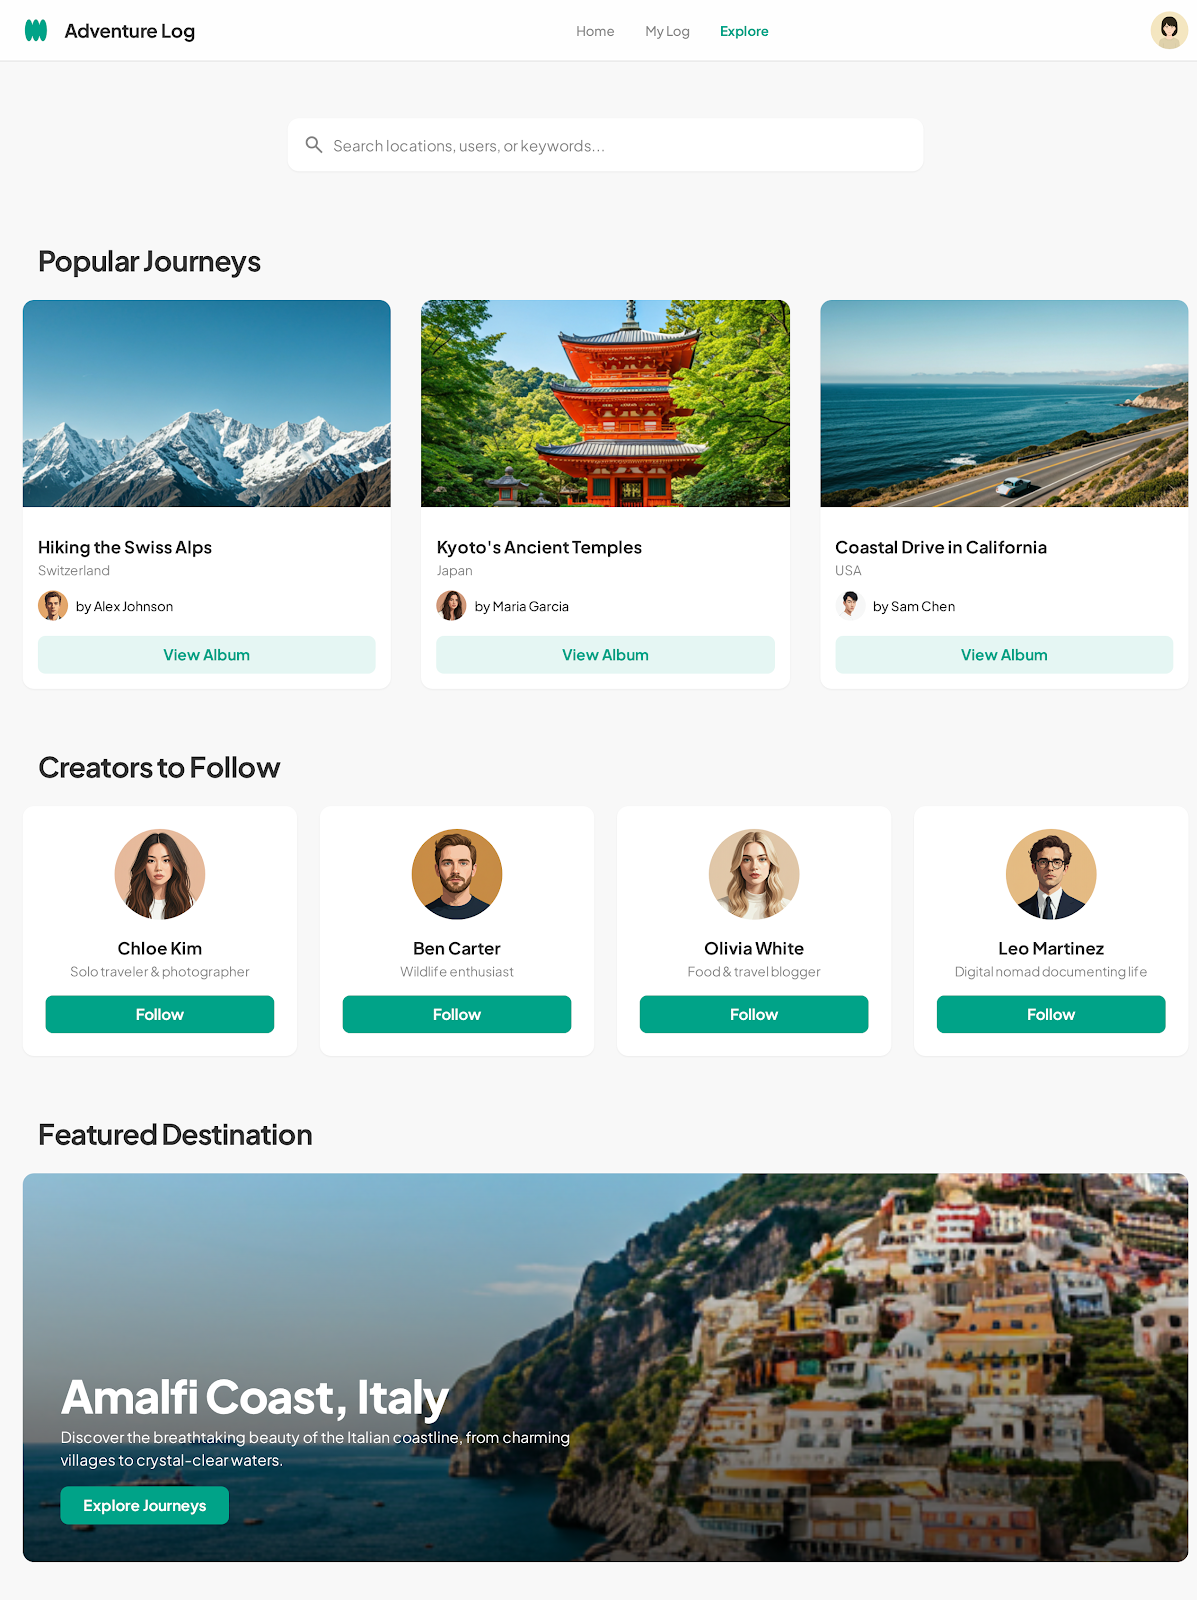 Adventure Log
Home
My Log
Explore
Search locations, users, or keywords...
Popular Journeys
Hiking the Swiss Alps
Switzerland
by Alex Johnson
View Album
Kyoto's Ancient Temples
Japan
by Maria Garcia
View Album
Coastal Drive in California
USA
by Sam Chen
View Album
Creators to Follow
Chloe Kim
Solo traveler & photographer
Follow
Ben Carter
Wildlife enthusiast
Follow
Olivia White
Food & travel blogger
Follow
Leo Martinez
Digital nomad documenting life
Follow
Featured Destination
Amalfi Coast, Italy
Discover the breathtaking beauty of the Italian coastline, from charming
villages to crystal-clear waters.
Explore Journeys